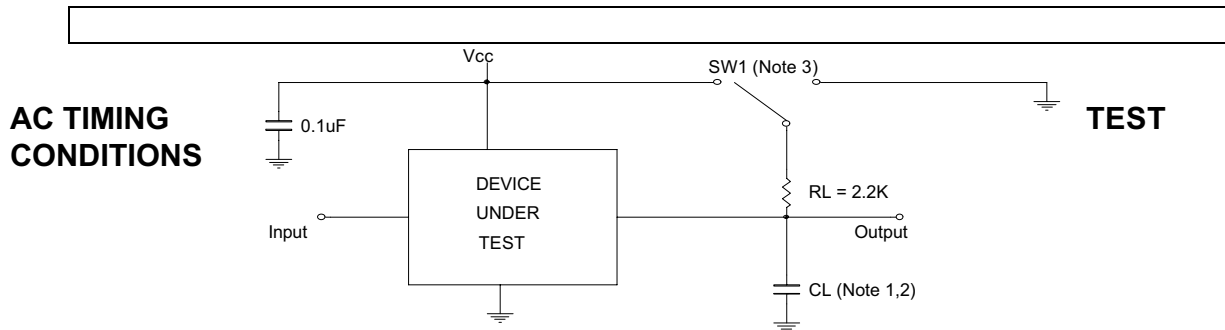 Vcc
SW1 (Note 3)
AC TIMING
CONDITIONS
0.1uF
TEST
DEVICE
UNDER
TEST
RL = 2.2K
Input
Output
CL (Note 1,2)